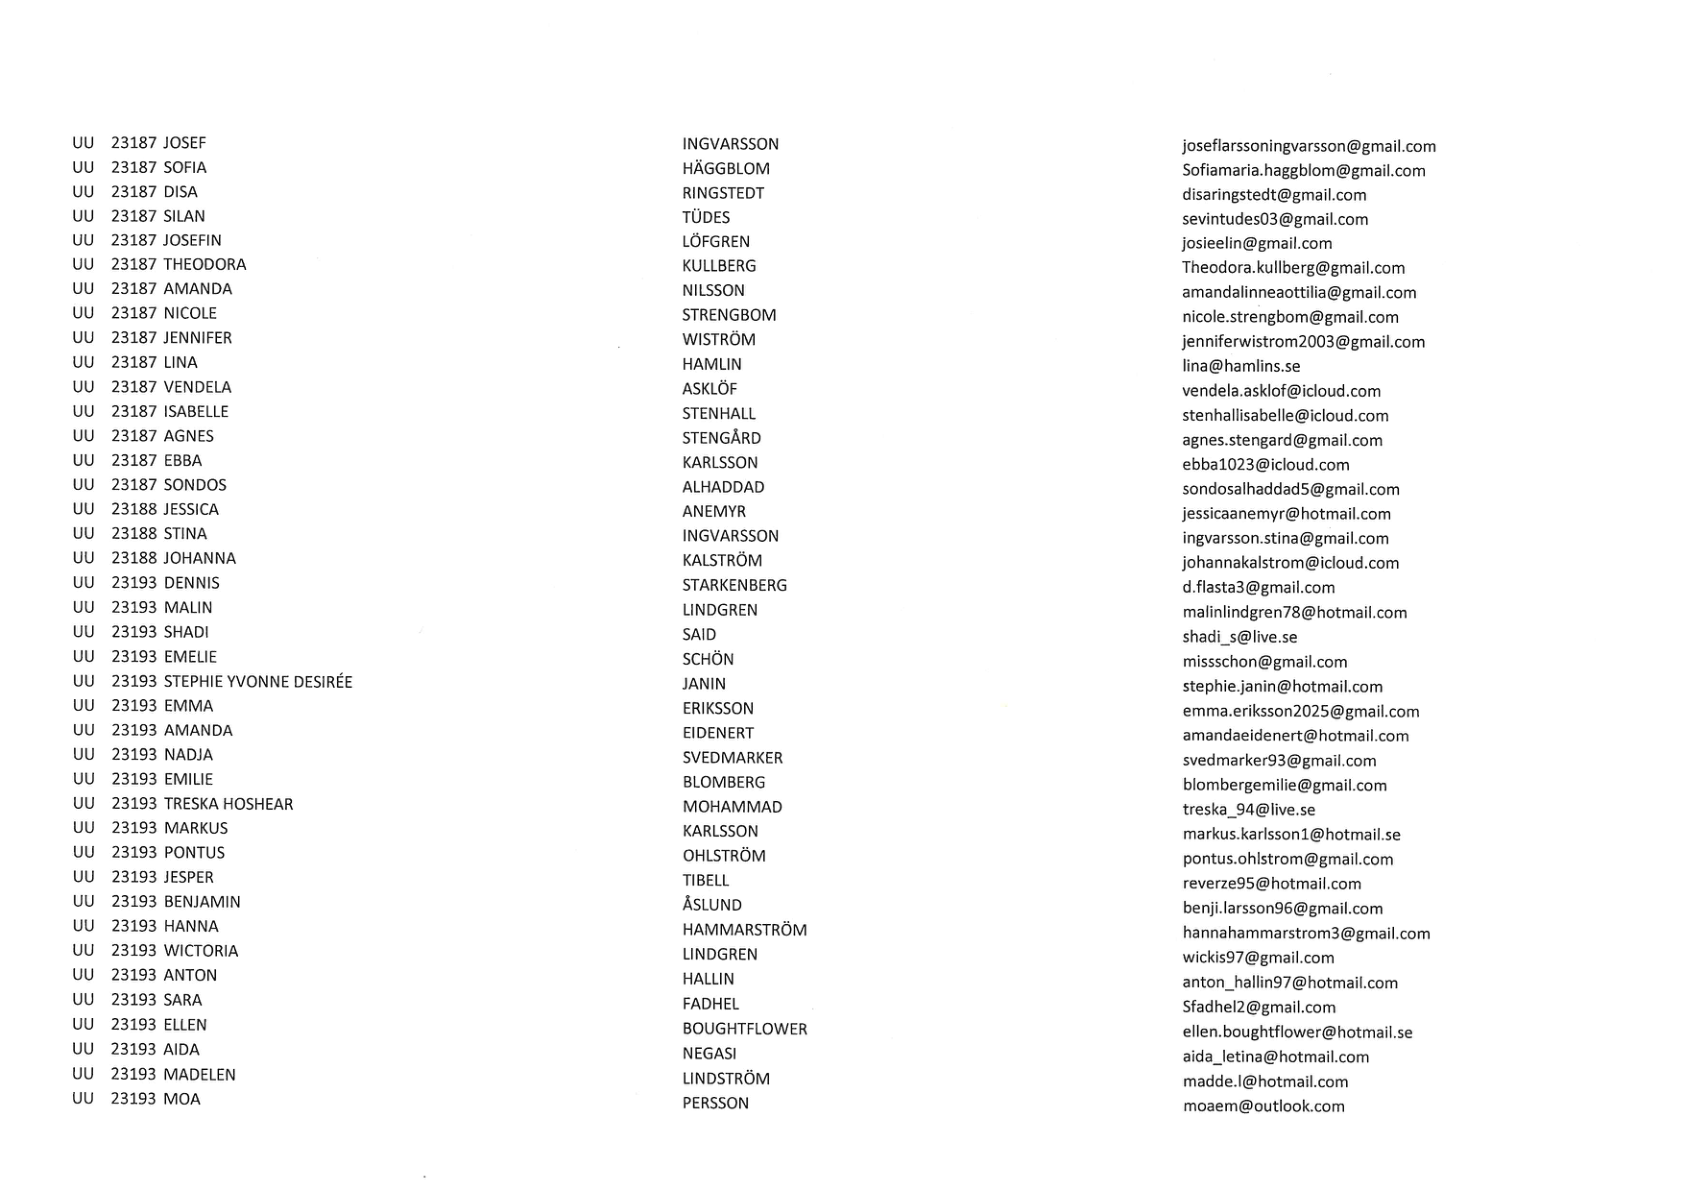 UU 23187 JOSEF INGVARSSON joseflarssoningvarsson@gmail.com
UU 23187 SOFIA HÄGGBLOM Sofiamaria.haggblom@gmail.com
UU 23187 DISA RINGSTEDT disaringstedt@gmail.com
UU 23187 SILAN TÜDES sevintudes03@gmail.com
UU 23187 JOSEFIN LÖFGREN josieelin@gmail.com
UU 23187 THEODORA KULLBERG Theodora.kullberg@gmail.com
UU 23187 AMANDA NILSSON amandalinneaottilia@gmail.com
UU 23187 NICOLE STRENGBOM nicole.strengbom@gmail.com
UU 23187 JENNIFER WISTRÖM jenniferwistrom2003@gmail.com
UU 23187 LINA HAMLIN lina@hamlins.se
UU 23187 VENDELA ASKLÖF vendela.asklof@icloud.com
UU 23187 ISABELLE STENHALL stenhallisabelle@icloud.com
UU 23187 AGNES STENGÅRD agnes.stengard@gmail.com
UU 23187 EBBA KARLSSON ebba1023@icloud.com
UU 23187 SONDOS ALHADDAD sondosalhaddad5@gmail.com
UU 23188 JESSICA ANEMYR jessicaanemyr@hotmail.com
UU 23188 STINA INGVARSSON ingvarsson.stina@gmail.com
UU 23188 JOHANNA KALSTRÖM johannakalstrom@icloud.com
UU 23193 DENNIS STARKENBERG d.flasta3@gmail.com
UU 23193 MALIN LINDGREN malinlindgren78@hotmail.com
UU 23193 SHADI SAID shadi_s@live.se
UU 23193 EMELIE SCHÖN missschon@gmail.com
UU 23193 STEPHIE YVONNE DESIRÉE JANIN stephie.janin@hotmail.com
UU 23193 EMMA ERIKSSON emma.eriksson2025@gmail.com
UU 23193 AMANDA EIDENERT amandaeidenert@hotmail.com
UU 23193 NADJA SVEDMARKER svedmarker93@gmail.com
UU 23193 EMILIE BLOMBERG blombergemilie@gmail.com
UU 23193 TRESKA HOSHEAR MOHAMMAD treska_94@live.se
UU 23193 MARKUS KARLSSON markus.karlsson1@hotmail.se
UU 23193 PONTUS OHLSTRÖM pontus.ohlstrom@gmail.com
UU 23193 JESPER TIBELL reverze95@hotmail.com
UU 23193 BENJAMIN ÅSLUND benji.larsson96@gmail.com
UU 23193 HANNA HAMMARSTRÖM hannahammarstrom3@gmail.com
UU 23193 WICTORIA LINDGREN wickis97@gmail.com
UU 23193 ANTON HALLIN anton_hallin97@hotmail.com
UU 23193 SARA FADHEL Sfadhel2@gmail.com
UU 23193 ELLEN BOUGHTFLOWER ellen.boughtflower@hotmail.se
UU 23193 AIDA NEGASI aida_letina@hotmail.com
UU 23193 MADELEN LINDSTRÖM madde.l@hotmail.com
UU 23193 MOA PERSSON moaem@outlook.com